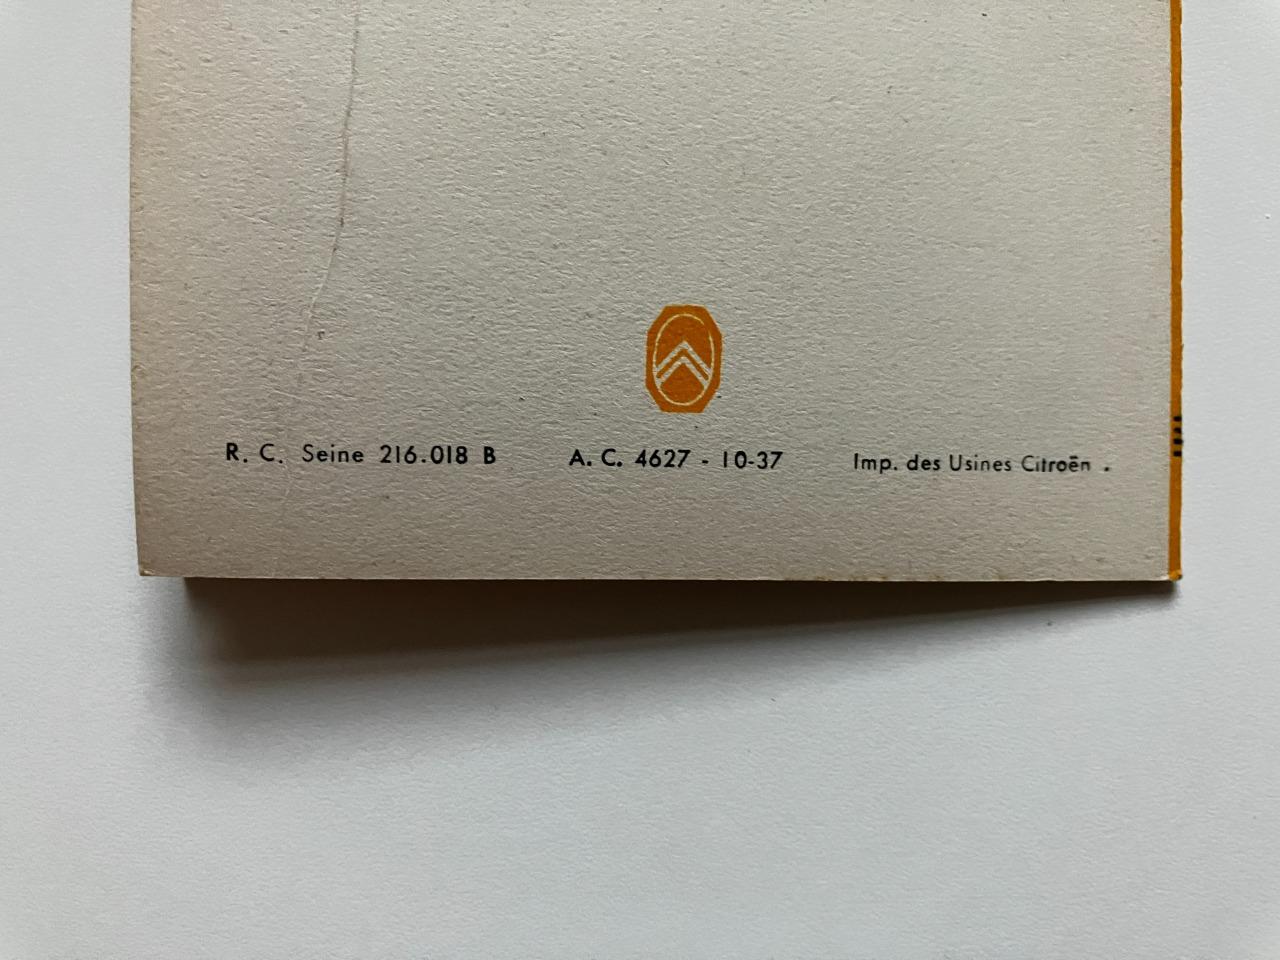 R. C. Seine 216.018 B A. C. 4627 - 10-37 Imp. des Usines Citroën .